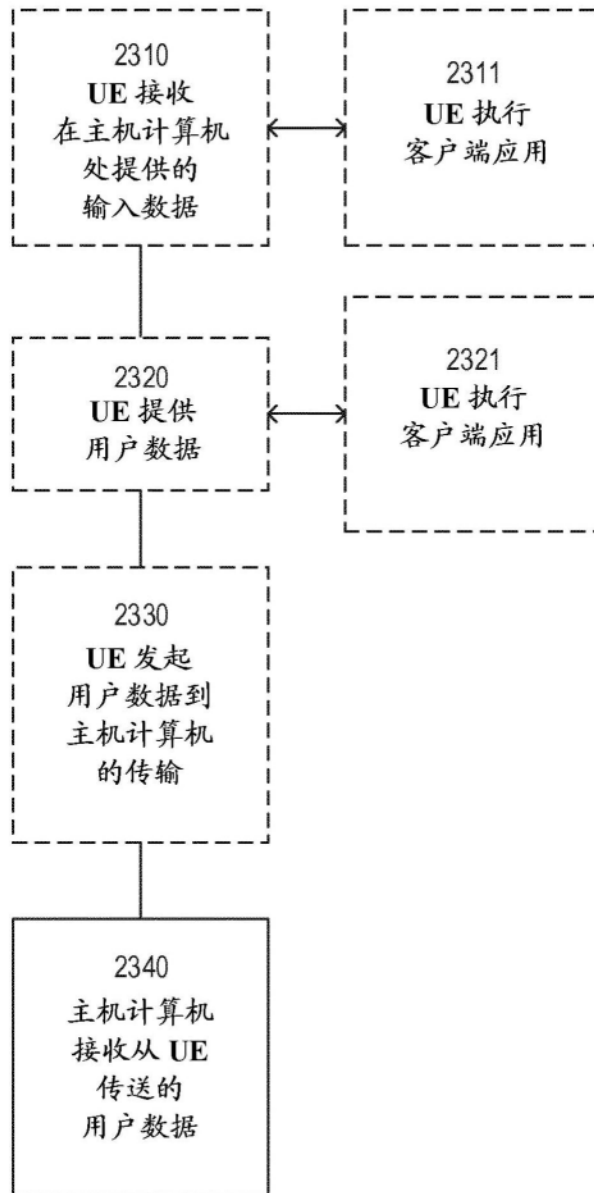 2310
UE 接收
在主机计算机
处提供的
输入数据
2311
UE 执行
客户端应用
2320
UE 提供
用户数据
2321
UE 执行
客户端应用
2330
UE 发起
用户数据到
主机计算机
的传输
2340
主机计算机
接收从 UE
传送的
用户数据